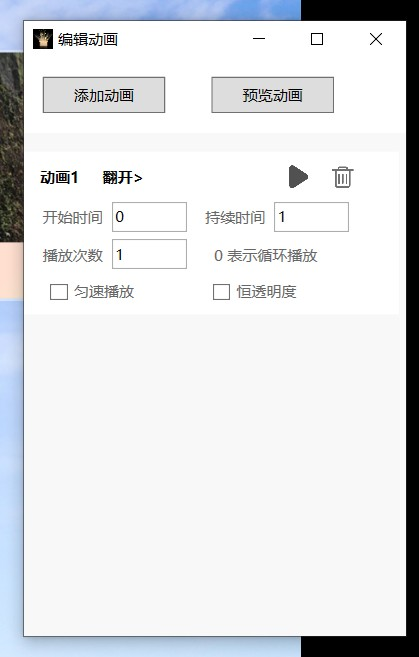 编辑动画
添加动画 预览动画
动画1 翻开>
开始时间 0 持续时间 1
播放次数 1 0 表示循环播放
匀速播放 恒透明度